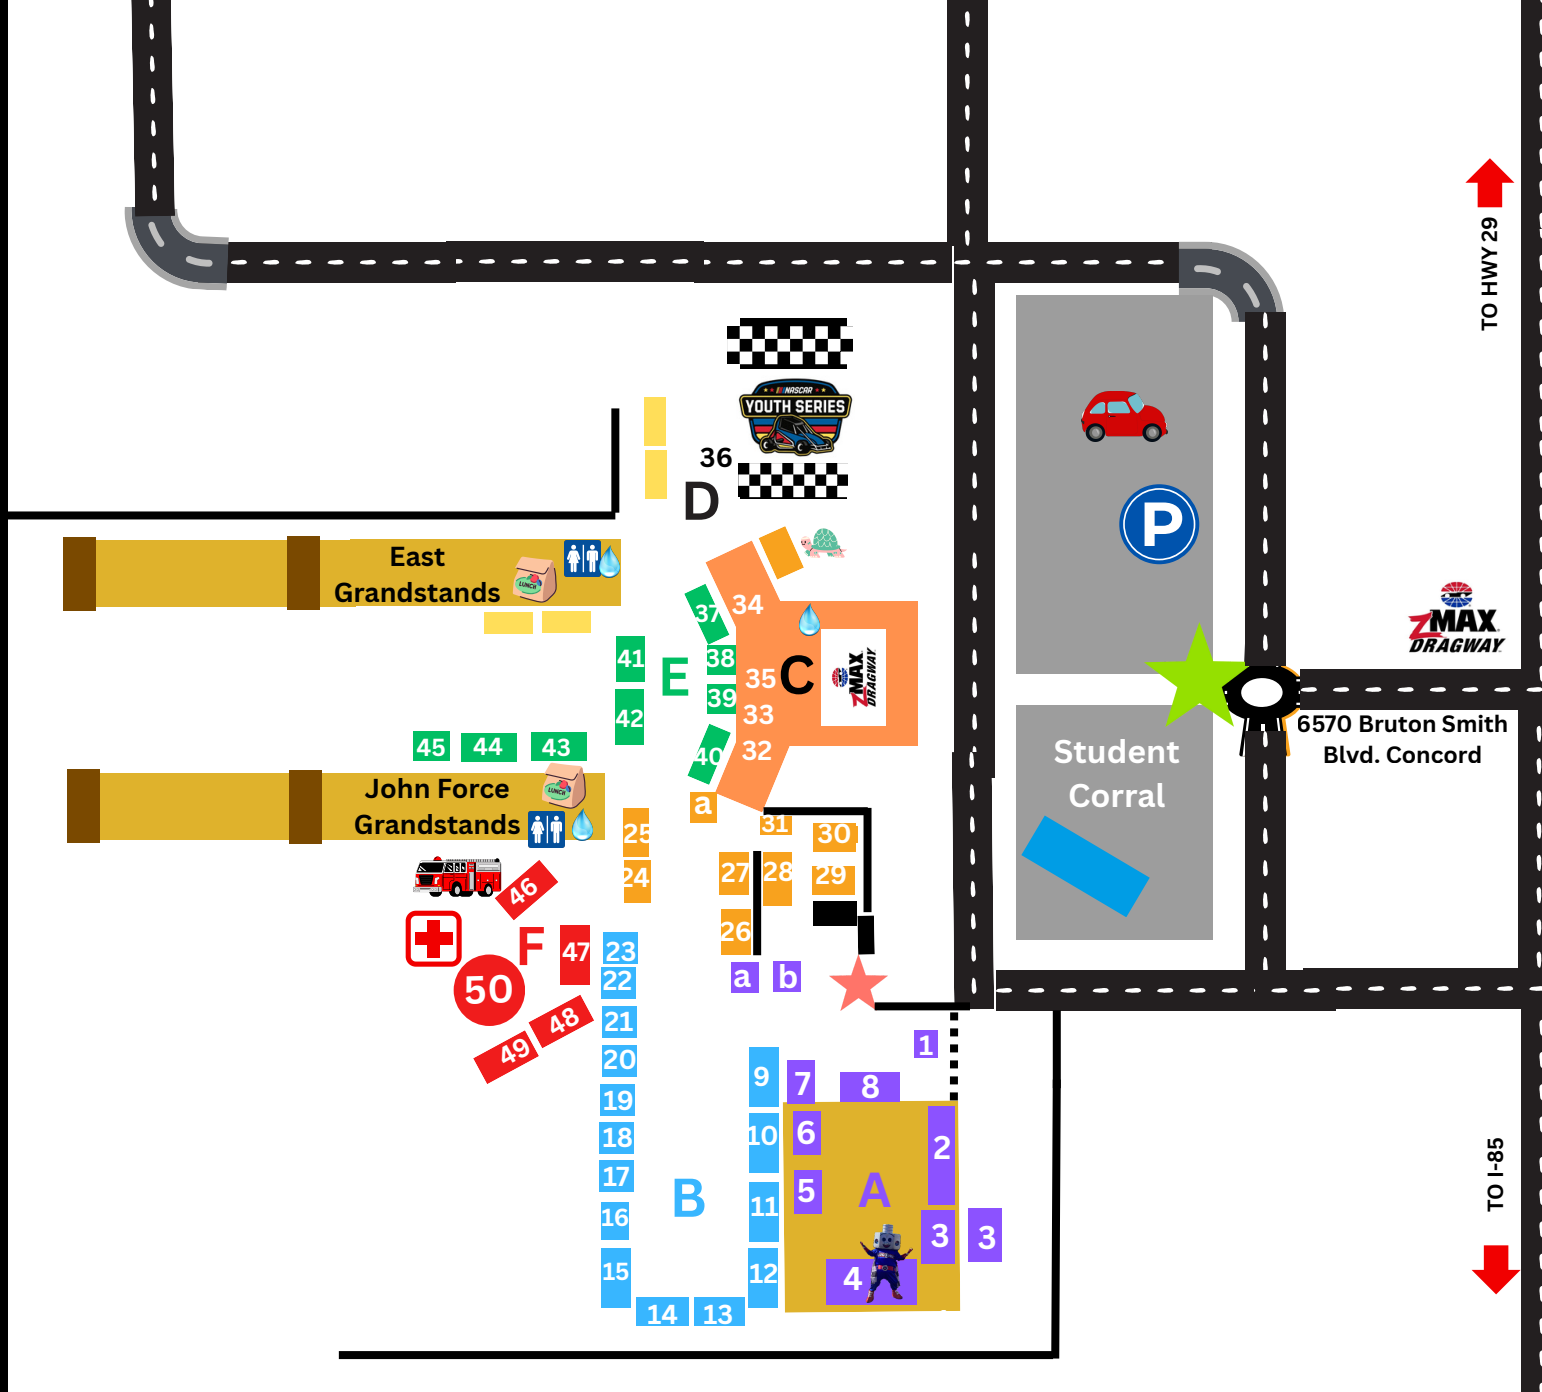 TO HWY 29
NASCAR
YOUTH SERIES
36
D
P
East
Grandstands
LUNCH
34
37
38
35
C
ZMAX
DRAGWAY
39
33
32
40
E
41
42
45
44
43
ZMAX
DRAGWAY
6570 Bruton Smith
Blvd. Concord
Student
Corral
John Force
Grandstands
LUNCH
a
25
24
31
30
27
28
29
26
46
F
47
50
48
49
23
22
21
20
19
18
17
16
15
14
13
12
11
10
9
B
a
b
1
7
8
6
5
A
2
3
3
4
TO I-85